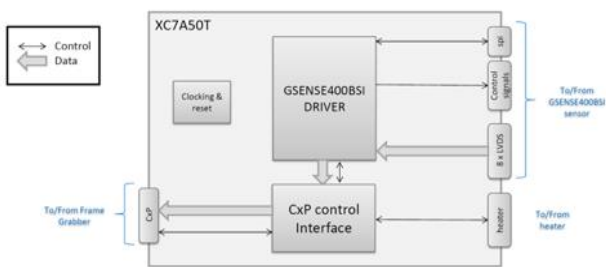 XC7A50T
Control
Data
Clocking &
reset
GSENSE400BSI
DRIVER
spi
Control
signals
8 x LVDS
To/From
GSENSE400BSI
sensor
CxP
To/From Frame
Grabber
CxP control
Interface
heater
To/From
heater